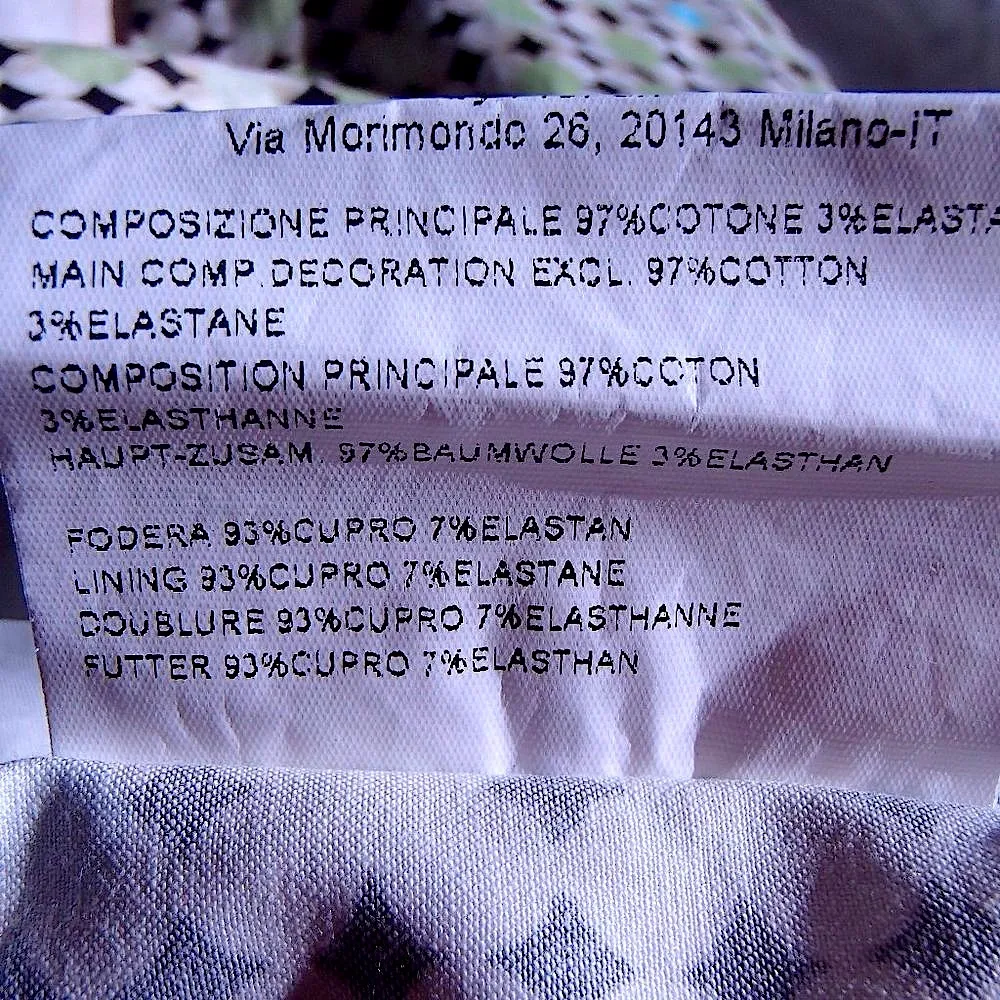 Via Morimondo 26, 20143 Milano-IT
COMPOSIZIONE PRINCIPALE 97%COTONE 3%ELASTA
MAIN COMP.DECORATION EXCL. 97%COTTON
3%ELASTANE
COMPOSITION PRINCIPALE 97%COTON
3%ELASTHANNE
HAUPT-ZUSAM. 97%BAUMWOLLE 3%ELASTHAN
FODERA 93%CUPRO 7%ELASTAN
LINING 93%CUPRO 7%ELASTANE
DOUBLURE 93%CUPRO 7%ELASTHANNE
FUTTER 93%CUPRO 7%ELASTHAN